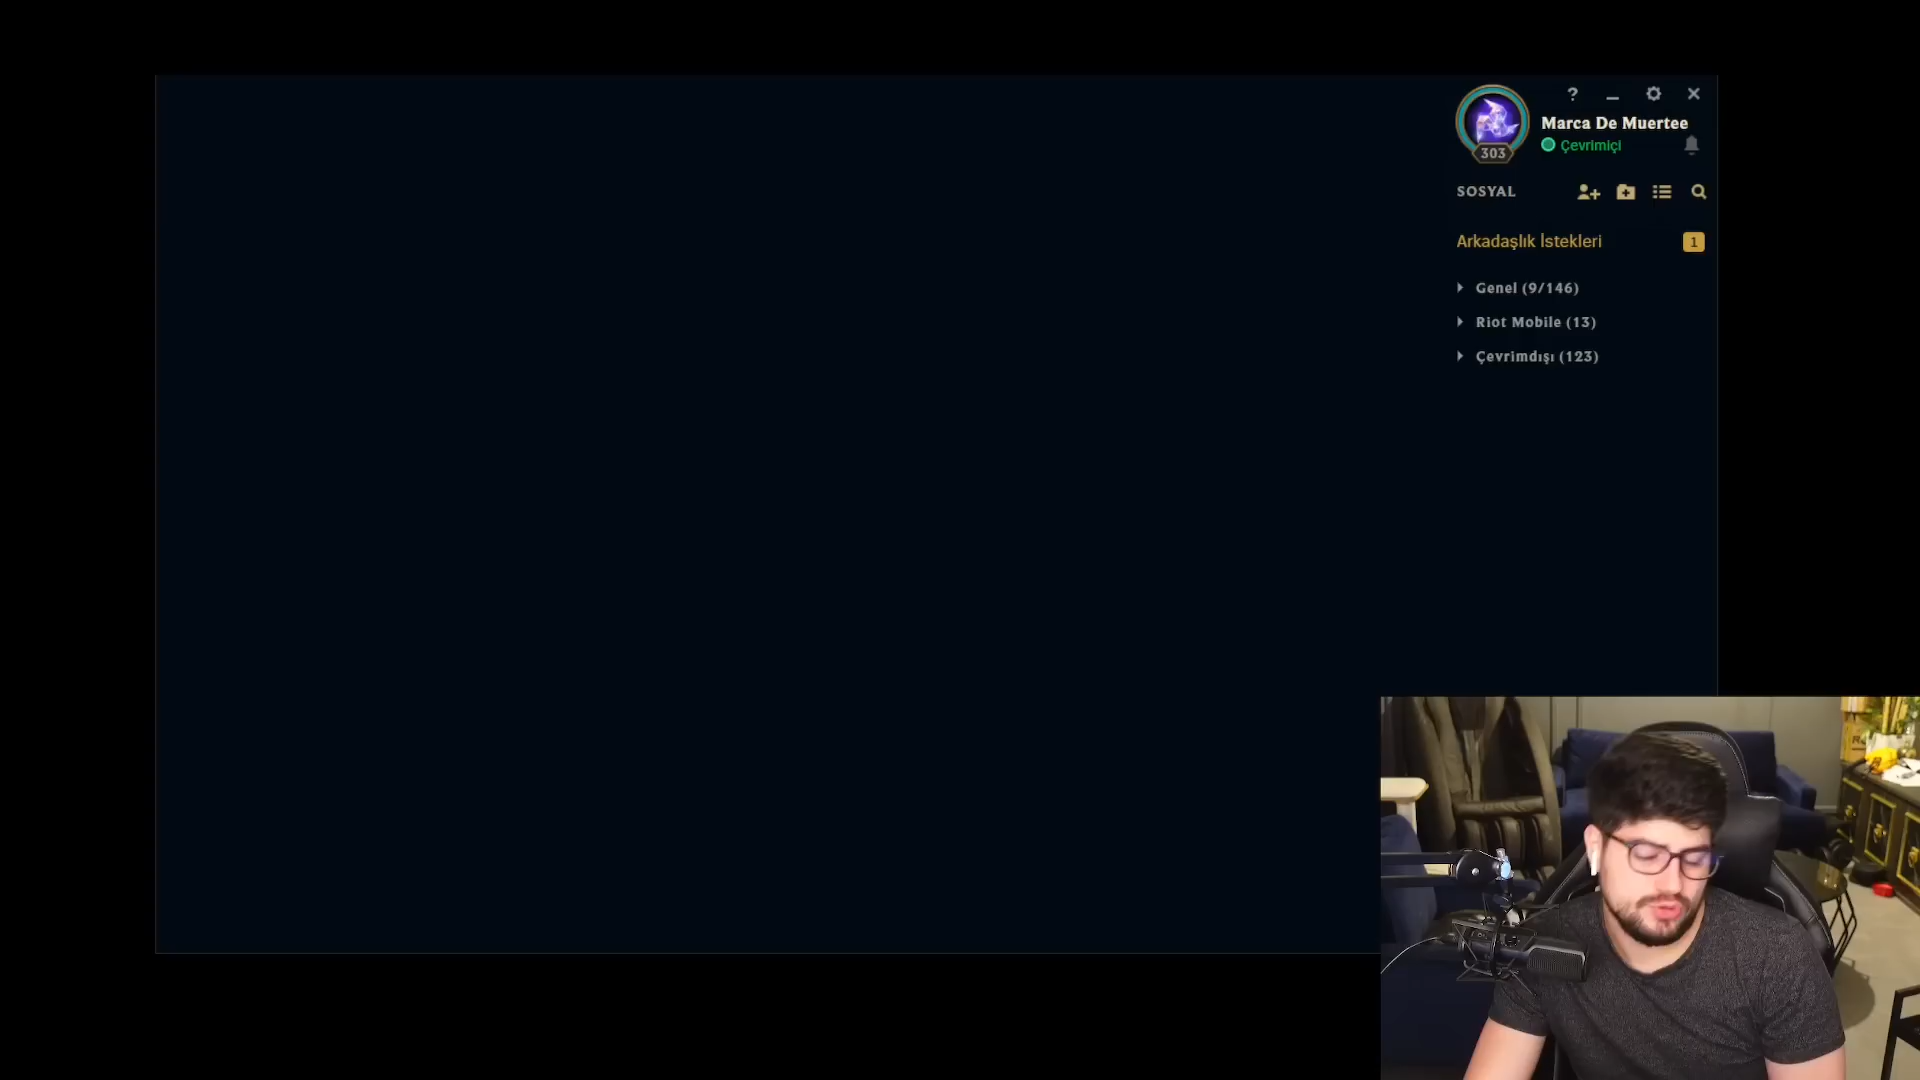 ?
Marca De Muertee
303
Çevrimiçi
SOSYAL
Arkadaşlık İstekleri
1
Genel (9/146)
Riot Mobile (13)
Çevrimdışı (123)